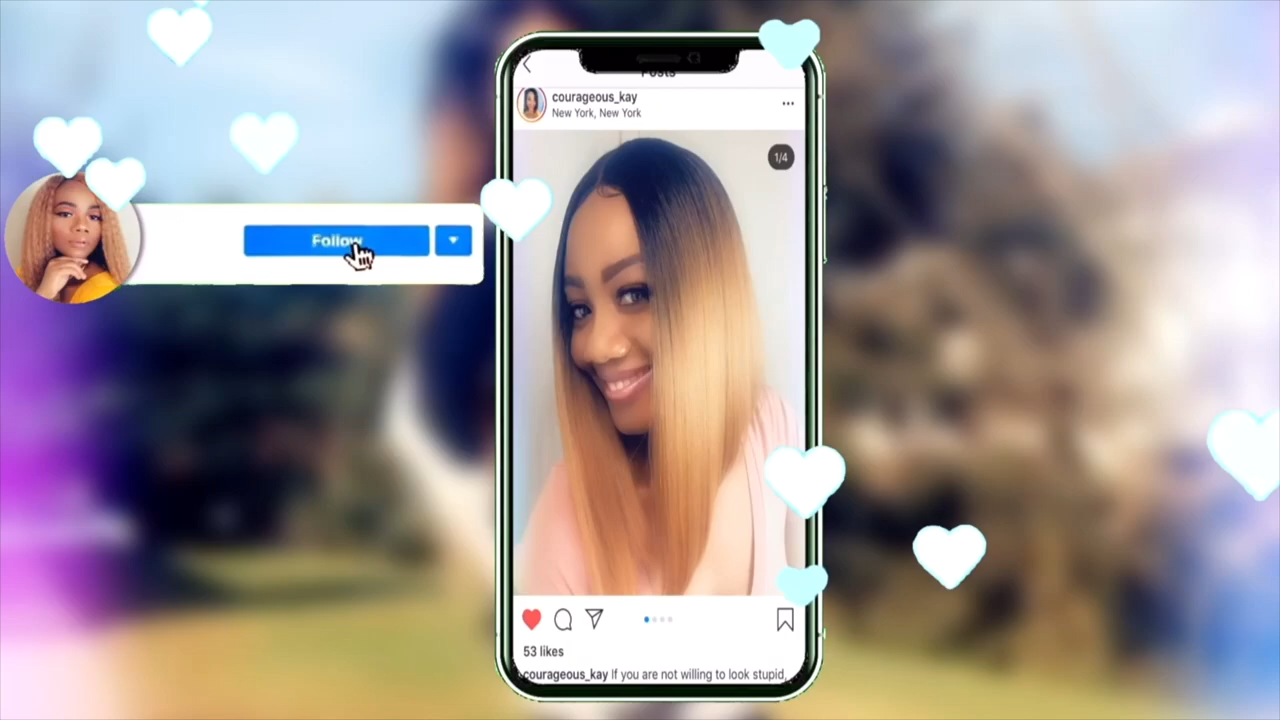 Posts
courageous_kay
New York, New York
1/4
Follow
53 likes
courageous_kay If you are not willing to look stupid,